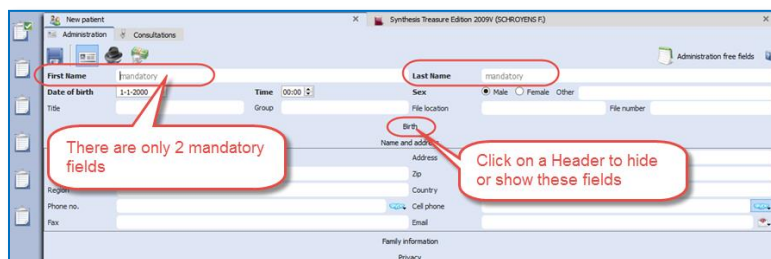 New patient
Synthesis Treasure Edition 2009V (SCHROYENS F.)
Administration
Consultations
Administration free fields
First Name mandatory Last Name mandatory
Date of birth 1-1-2000 Time 00:00 Sex Male Female Other
Title Group File location File number
Birth
Name and address
There are only 2 mandatory
fields
Click on a Header to hide
or show these fields
Address
Zip
Region Country
Phone no. Cell phone
Fax Email
Family information
Privacy